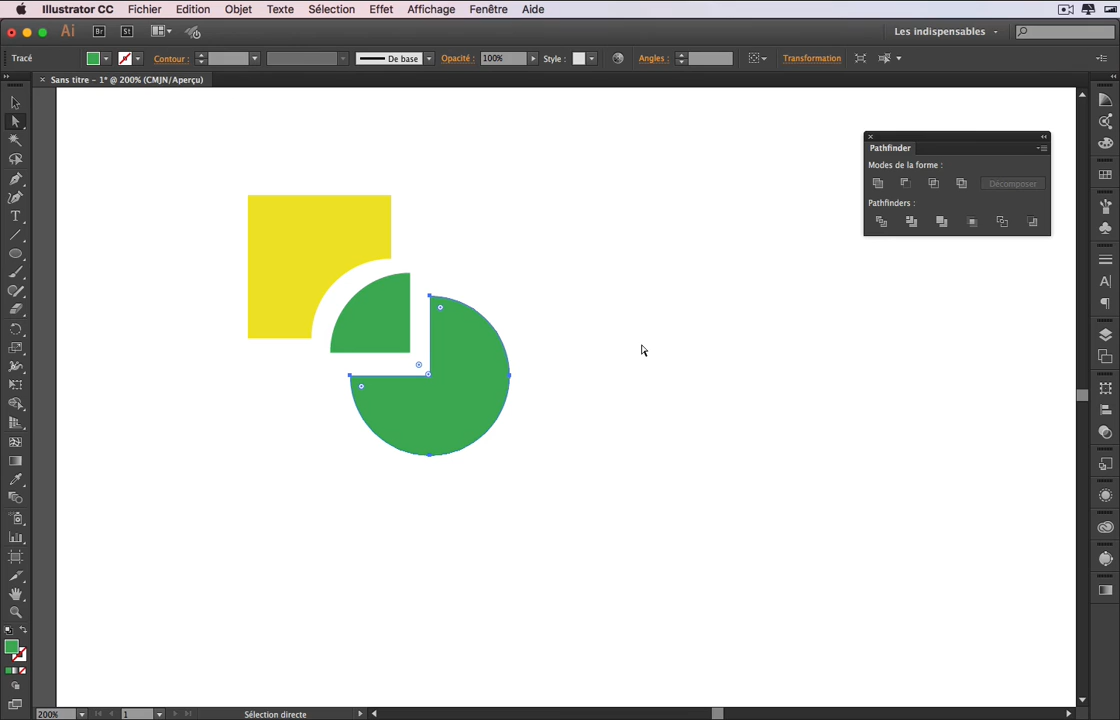 Illustrator CC Fichier Edition Objet Texte Sélection Effet Affichage Fenêtre Aide
Ai Br St Les indispensables
Tracé Contour : De base Opacité : 100% Style : Angles : Transformation
× Sans titre – 1* @ 200% (CMJN/Aperçu)
Pathfinder
Modes de la forme :
Décomposer
Pathfinders :
200% 1 Sélection directe